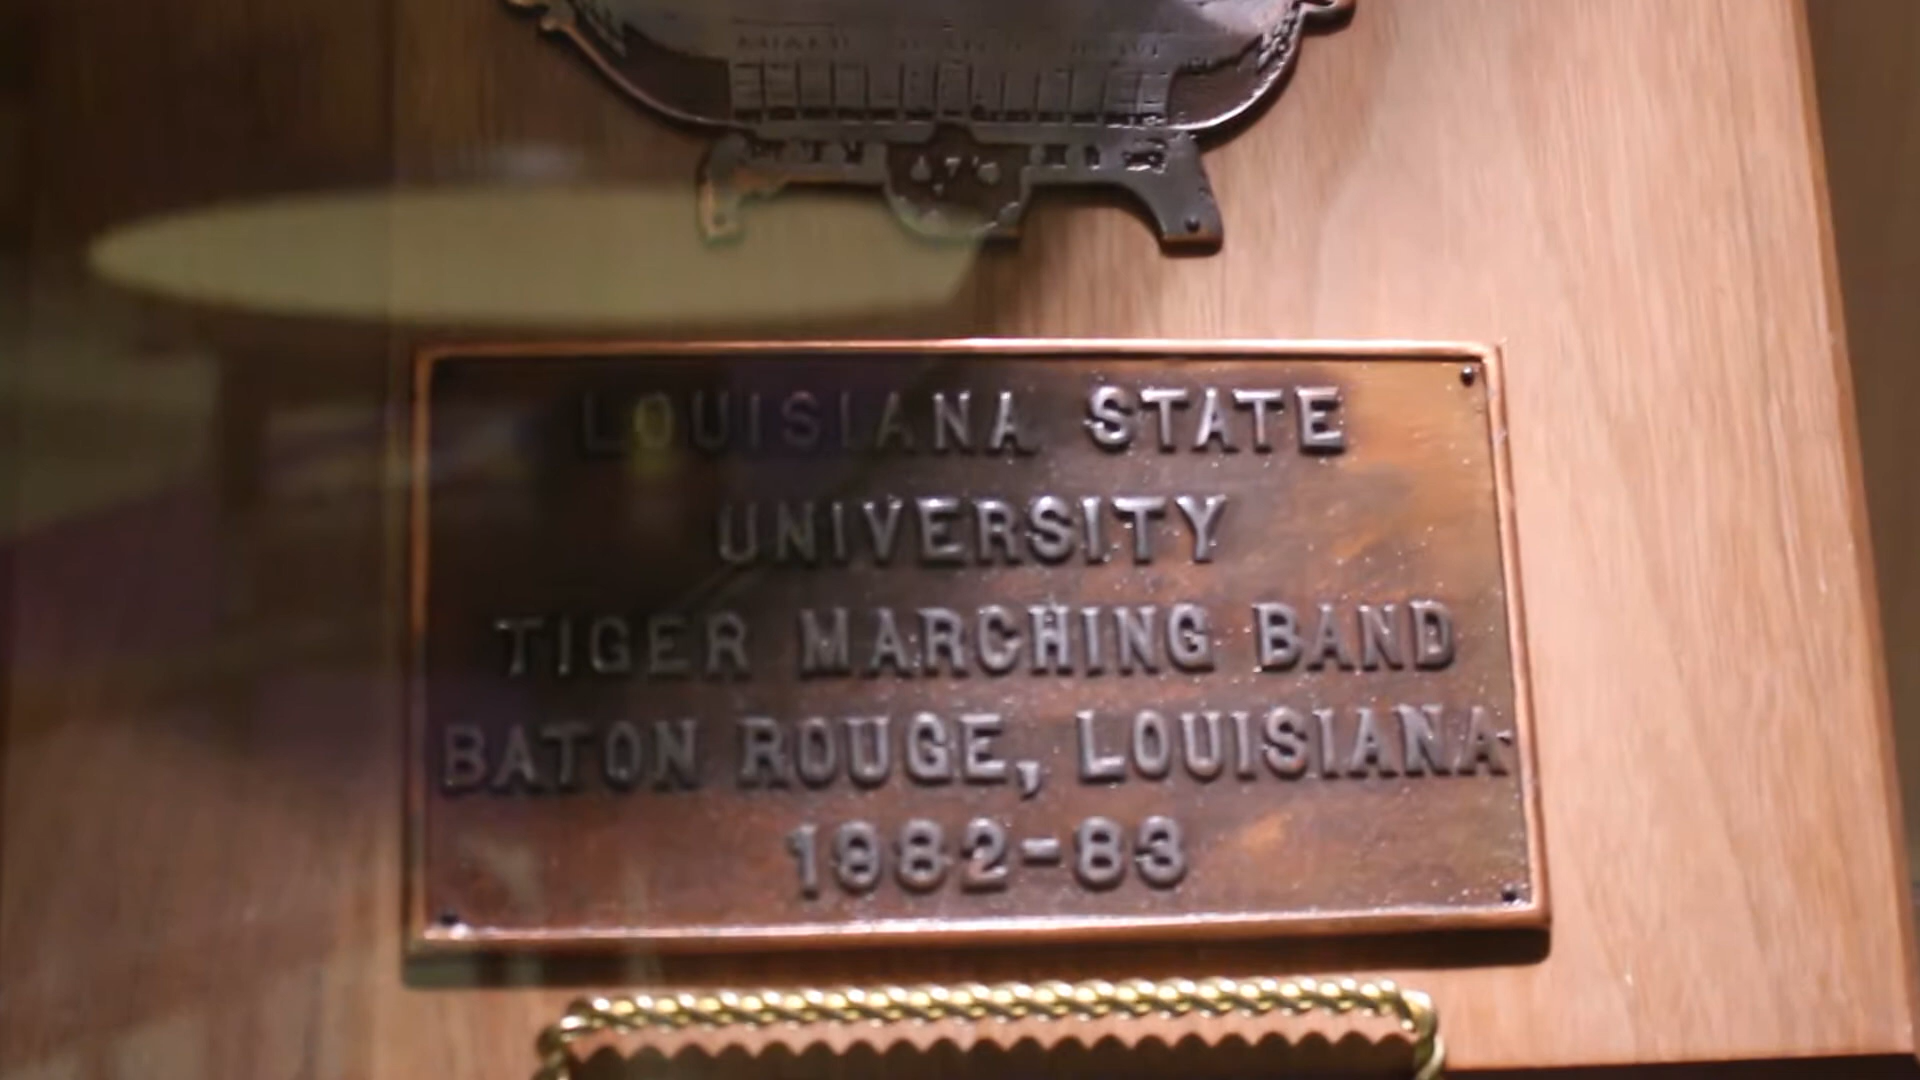 LOUISIANA STATE
UNIVERSITY
TIGER MARCHING BAND
BATON ROUGE, LOUISIANA
1982-83